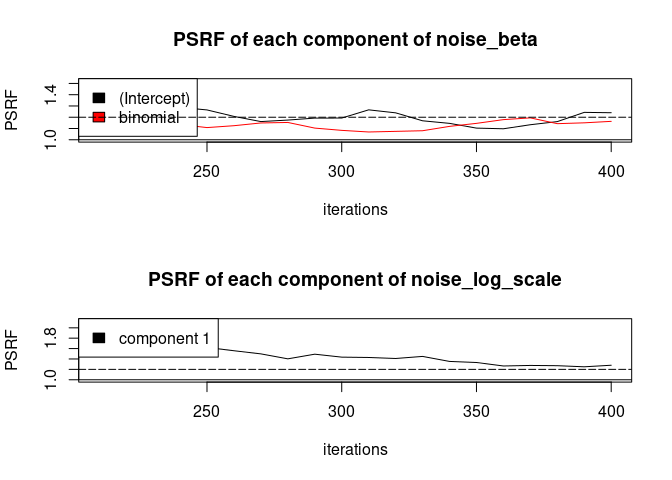 PSRF of each component of noise_beta
PSRF
1.0 1.4
(Intercept)
binomial
250 300 350 400
iterations
PSRF of each component of noise_log_scale
PSRF
1.0 1.8
component 1
250 300 350 400
iterations